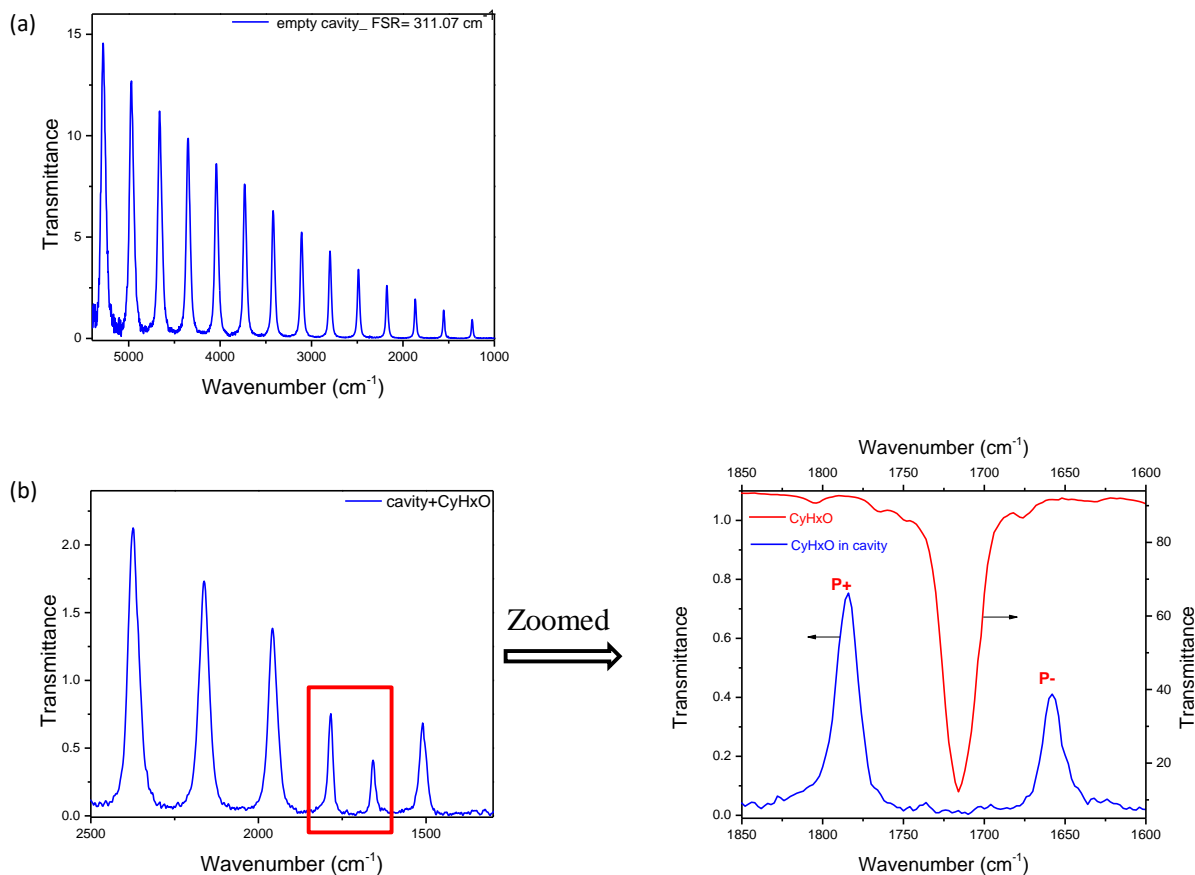 (a)
empty cavity_ FSR= 311.07 cm⁻¹
15
10
5
0
Transmittance
5000 4000 3000 2000 1000
Wavenumber (cm⁻¹)
(b)
cavity+CyHxO
2.0
1.5
1.0
0.5
0.0
Transmittance
2500 2000 1500
Wavenumber (cm⁻¹)
Zoomed
Wavenumber (cm⁻¹)
1850 1800 1750 1700 1650 1600
CyHxO
CyHxO in cavity
P+
P-
1.0
0.8
0.6
0.4
0.2
0.0
Transmittance
80
60
40
20
Transmittance
1850 1800 1750 1700 1650 1600
Wavenumber (cm⁻¹)